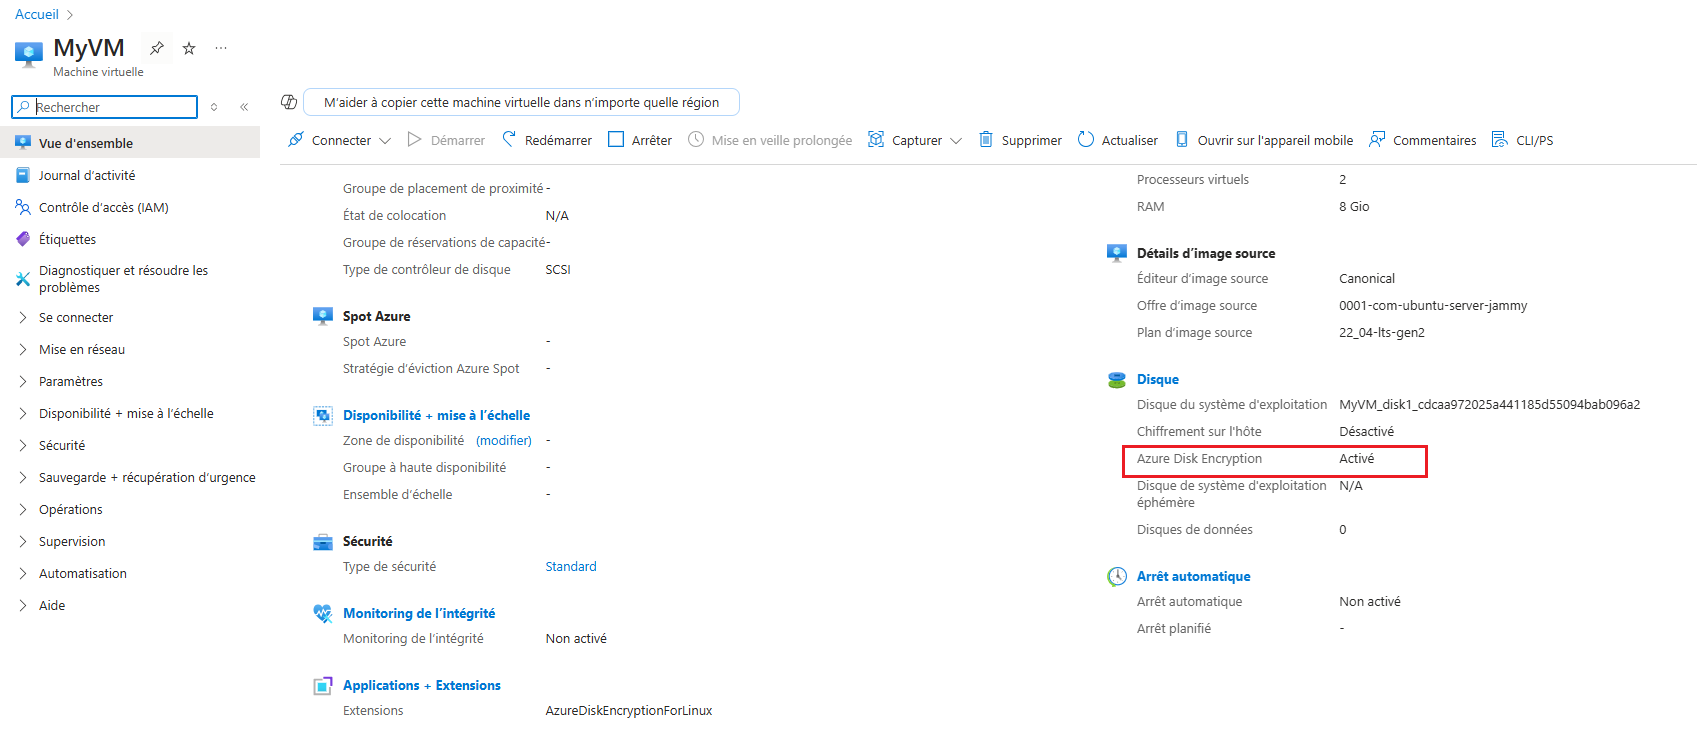 Accueil
MyVM
Machine virtuelle
Rechercher
Vue d'ensemble
Journal d’activité
Contrôle d’accès (IAM)
Étiquettes
Diagnostiquer et résoudre les
problèmes
Se connecter
Mise en réseau
Paramètres
Disponibilité + mise à l’échelle
Sécurité
Sauvegarde + récupération d’urgence
Opérations
Supervision
Automatisation
Aide
M’aider à copier cette machine virtuelle dans n’importe quelle région
Connecter Démarrer Redémarrer Arrêter Mise en veille prolongée Capturer Supprimer Actualiser Ouvrir sur l'appareil mobile Commentaires CLI/PS
Groupe de placement de proximité -
État de colocation N/A
Groupe de réservations de capacité -
Type de contrôleur de disque SCSI
Spot Azure
Spot Azure -
Stratégie d’éviction Azure Spot -
Disponibilité + mise à l’échelle
Zone de disponibilité (modifier) -
Groupe à haute disponibilité -
Ensemble d’échelle -
Sécurité
Type de sécurité Standard
Monitoring de l’intégrité
Monitoring de l’intégrité Non activé
Applications + Extensions
Extensions AzureDiskEncryptionForLinux
Processeurs virtuels 2
RAM 8 Gio
Détails d’image source
Éditeur d’image source Canonical
Offre d’image source 0001-com-ubuntu-server-jammy
Plan d’image source 22_04-lts-gen2
Disque
Disque du système d'exploitation MyVM_disk1_cdcaa972025a441185d55094bab096a2
Chiffrement sur l'hôte Désactivé
Azure Disk Encryption Activé
Disque de système d'exploitation N/A
éphémère
Disques de données 0
Arrêt automatique
Arrêt automatique Non activé
Arrêt planifié -